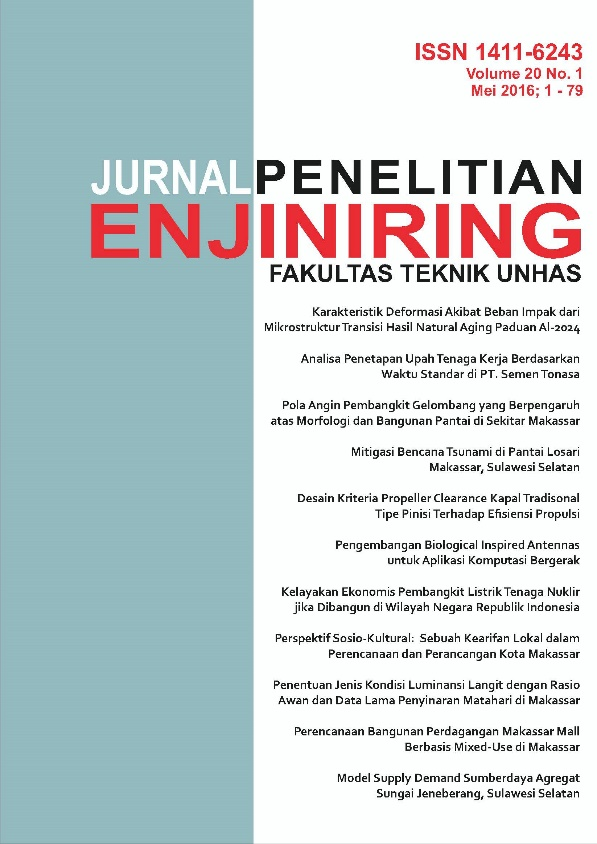 ISSN 1411-6243
Volume 20 No. 1
Mei 2016; 1 - 79
JURNAL PENELITIAN
ENJINIRING
FAKULTAS TEKNIK UNHAS
Karakteristik Deformasi Akibat Beban Impak dari
Mikrostruktur Transisi Hasil Natural Aging Paduan Al-2024
Analisa Penetapan Upah Tenaga Kerja Berdasarkan
Waktu Standar di PT. Semen Tonasa
Pola Angin Pembangkit Gelombang yang Berpengaruh
atas Morfologi dan Bangunan Pantai di Sekitar Makassar
Mitigasi Bencana Tsunami di Pantai Losari
Makassar, Sulawesi Selatan
Desain Kriteria Propeller Clearance Kapal Tradisonal
Tipe Pinisi Terhadap Efisiensi Propulsi
Pengembangan Biological Inspired Antennas
untuk Aplikasi Komputasi Bergerak
Kelayakan Ekonomis Pembangkit Listrik Tenaga Nuklir
jika Dibangun di Wilayah Negara Republik Indonesia
Perspektif Sosio-Kultural: Sebuah Kearifan Lokal dalam
Perencanaan dan Perancangan Kota Makassar
Penentuan Jenis Kondisi Luminansi Langit dengan Rasio
Awan dan Data Lama Penyinaran Matahari di Makassar
Perencanaan Bangunan Perdagangan Makassar Mall
Berbasis Mixed-Use di Makassar
Model Supply Demand Sumberdaya Agregat
Sungai Jeneberang, Sulawesi Selatan